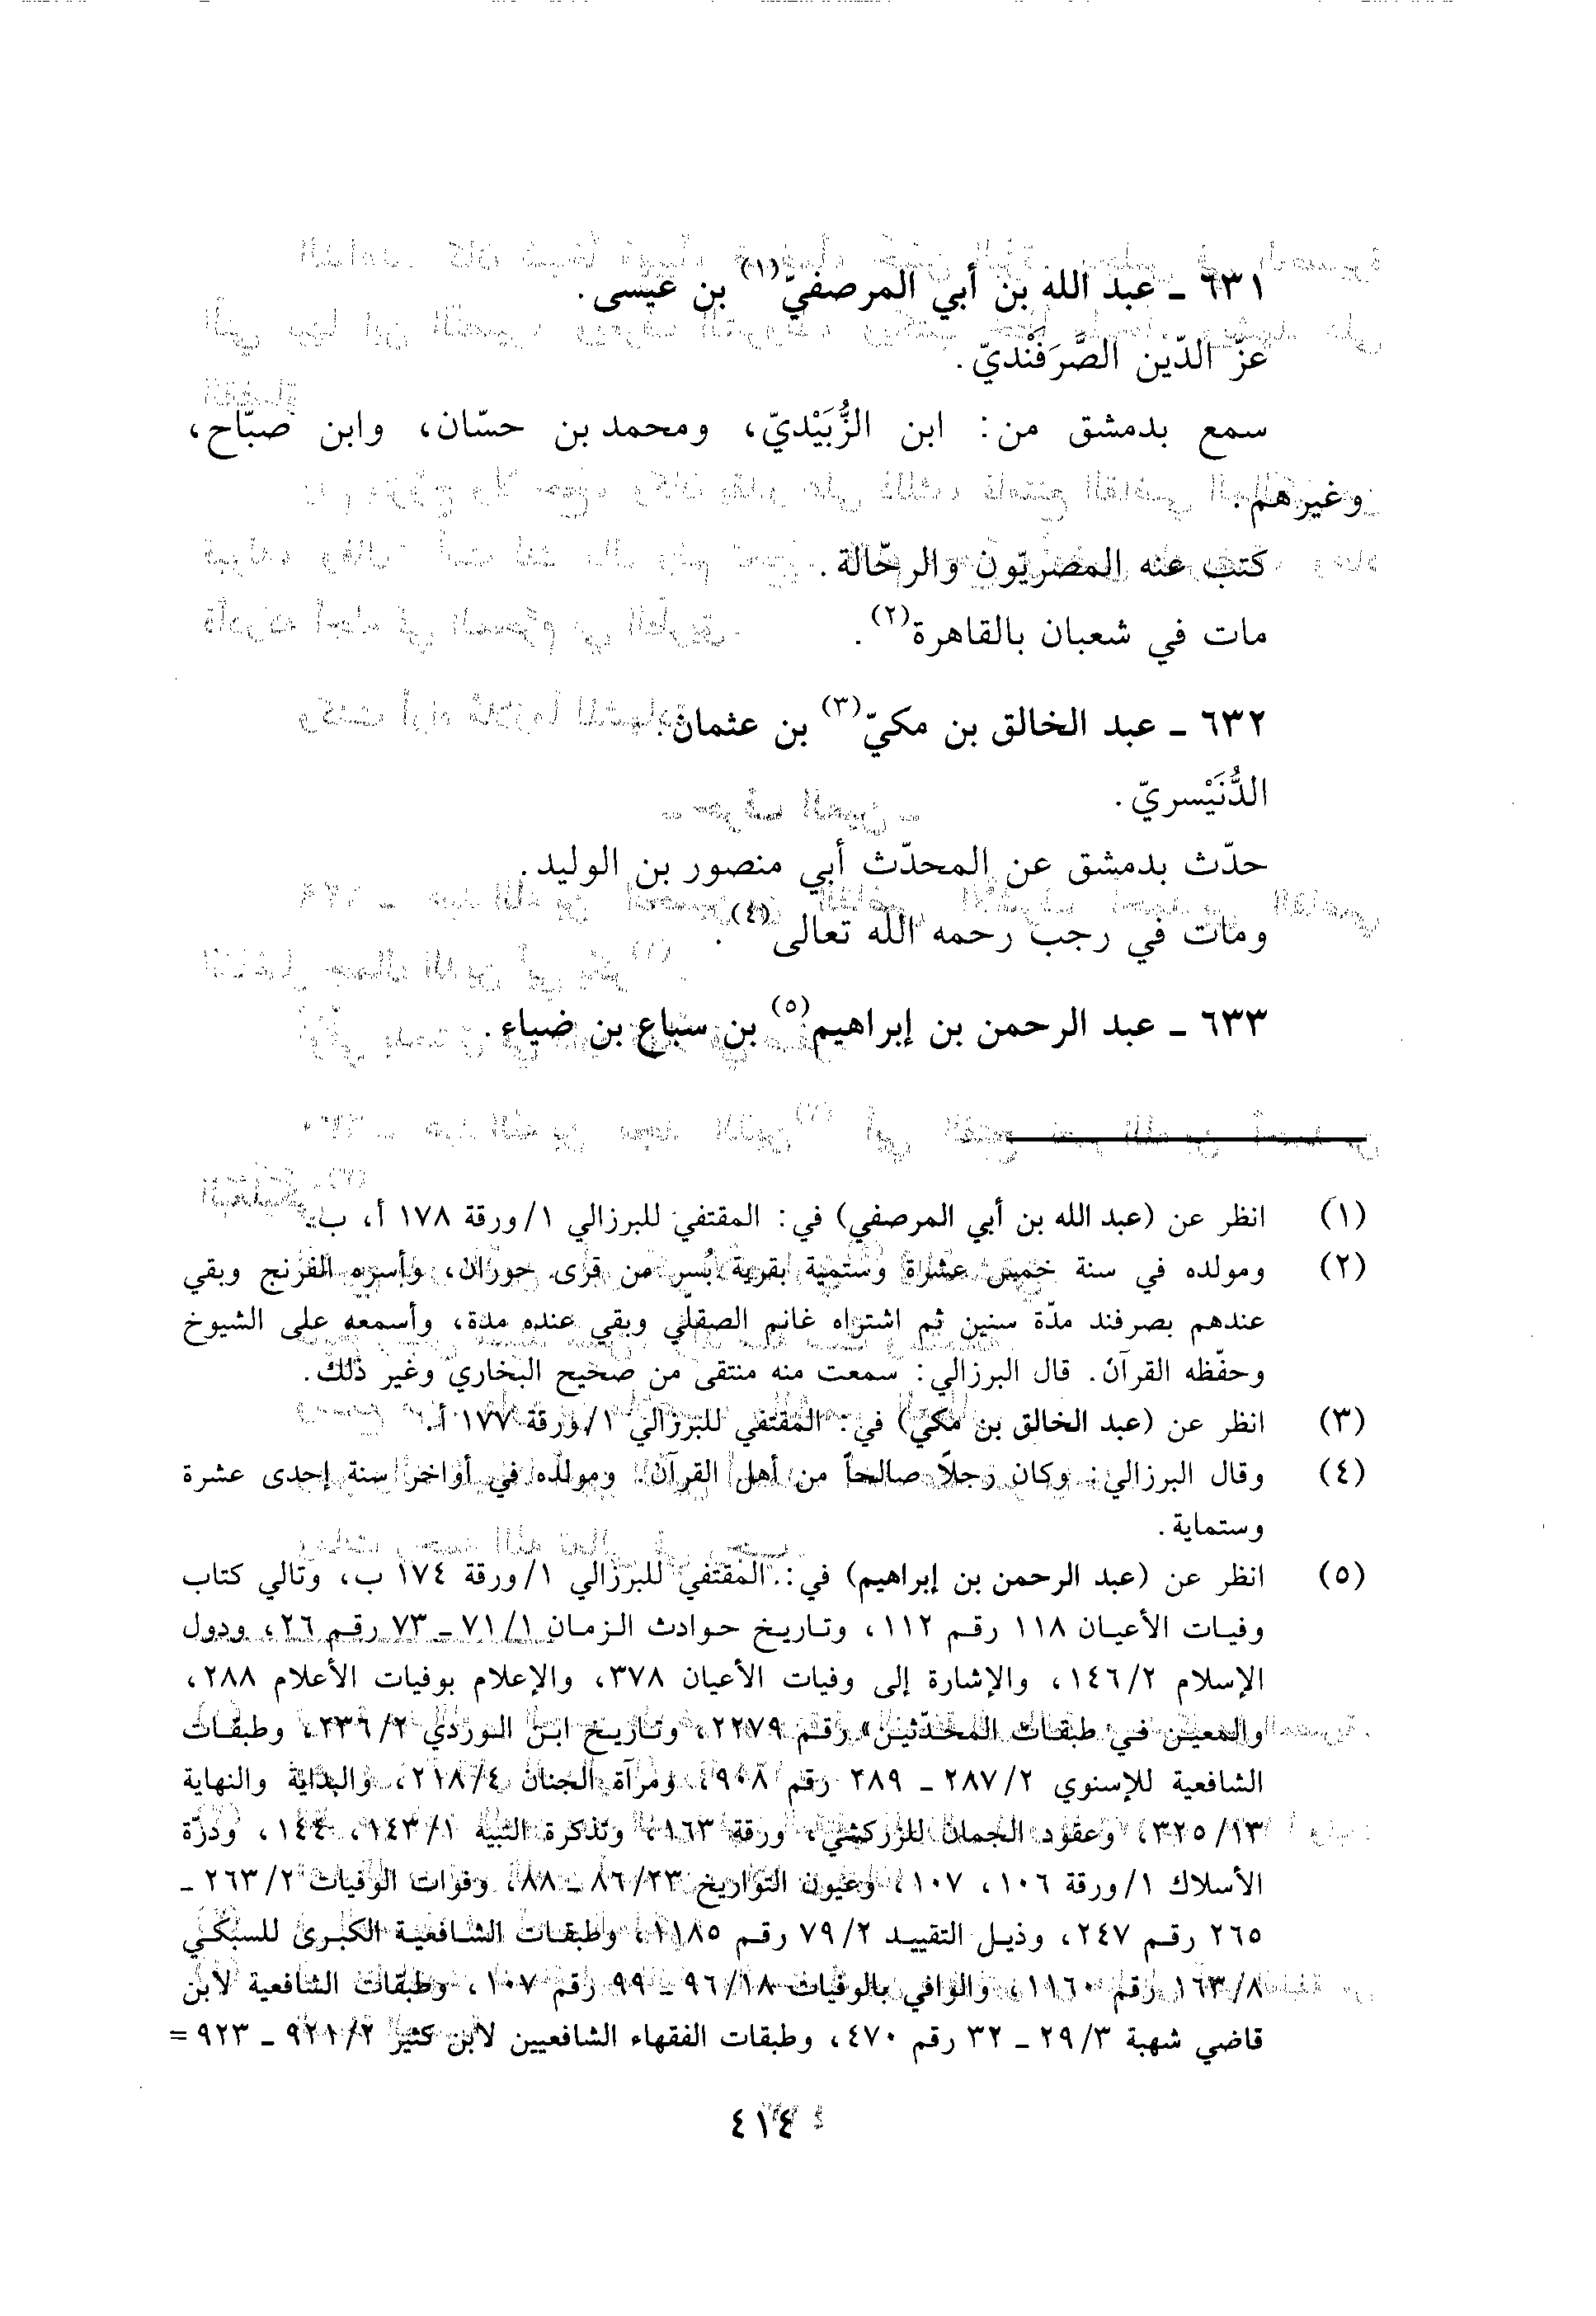 ٦٣١ ـ عبد الله بن أبي المرصفيّ(١) بن عيسى.
عزّ الدّين الصَّرَفَنْديّ.
سمع بدمشق من: ابن الزُّبَيْديّ، ومحمد بن حسّان، وابن صبّاح،
وغيرهم.
كتب عنه المصريّون والرحّالة.
مات في شعبان بالقاهرة(٢).
٦٣٢ ـ عبد الخالق بن مكيّ(٣) بن عثمان.
الدُّنَيْسريّ.
حدّث بدمشق عن المحدّث أبي منصور بن الوليد.
ومات في رجب رحمه الله تعالى(٤).
٦٣٣ ـ عبد الرحمن بن إبراهيم(٥) بن سباع بن ضياء.
(١) انظر عن (عبد الله بن أبي المرصفي) في: المقتفي للبرزالي ١/ورقة ١٧٨ أ، ب.
(٢) ومولده في سنة خمس عشرة وستمية بقرية بُسر من قرى حوران، وأسره الفرنج وبقي
عندهم بصرفند مدّة سنين ثم اشتراه غانم الصقلّي وبقي عنده مدة، وأسمعه على الشيوخ
وحفّظه القرآن. قال البرزالي: سمعت منه منتقى من صحيح البخاري وغير ذلك.
(٣) انظر عن (عبد الخالق بن مكي) في: المقتفي للبرزالي ١/ورقة ١٧٧ أ.
(٤) وقال البرزالي: وكان رجلاً صالحاً من أهل القرآن. ومولده في أواخر سنة إحدى عشرة
وستماية.
(٥) انظر عن (عبد الرحمن بن إبراهيم) في: المقتفي للبرزالي ١/ورقة ١٧٤ ب، وتالي كتاب
وفيات الأعيان ١١٨ رقم ١١٢، وتاريخ حوادث الزمان ١/٧١ ـ ٧٣ رقم ٢٦، ودول
الإسلام ٢/١٤٦، والإشارة إلى وفيات الأعيان ٣٧٨، والإعلام بوفيات الأعلام ٢٨٨،
والمعين في طبقات المحدّثين» رقم ٢٢٧٩، وتاريخ ابن الوردي ٢/٢٣٦، وطبقات
الشافعية للإسنوي ٢/٢٨٧ ـ ٢٨٩ رقم ٩٠٨، ومرآة الجنان ٤/٢١٨، والبداية والنهاية
١٣/٣٢٥، وعقود الجمان للزركشي، ورقة ١٦٣، وتذكرة النبيه ١/١٤٣، ١٤٤، ودرّة
الأسلاك ١/ورقة ١٠٦، ١٠٧، وعيون التواريخ ٢٣/٨٦ ـ ٨٨، وفوات الوفيات ٢/٢٦٣ ـ
٢٦٥ رقم ٢٤٧، وذيل التقييد ٢/٧٩ رقم ١١٨٥، وطبقات الشافعية الكبرى للسبكي
٨/١٦٣ رقم ١١٦٠، والوافي بالوفيات ١٨/٩٦ ـ ٩٩ رقم ١٠٧، وطبقات الشافعية لابن
قاضي شهبة ٣/٢٩ ـ ٣٢ رقم ٤٧٠، وطبقات الفقهاء الشافعيين لابن كثير ٢/٩٢١ ـ ٩٢٣ =
٤١٤